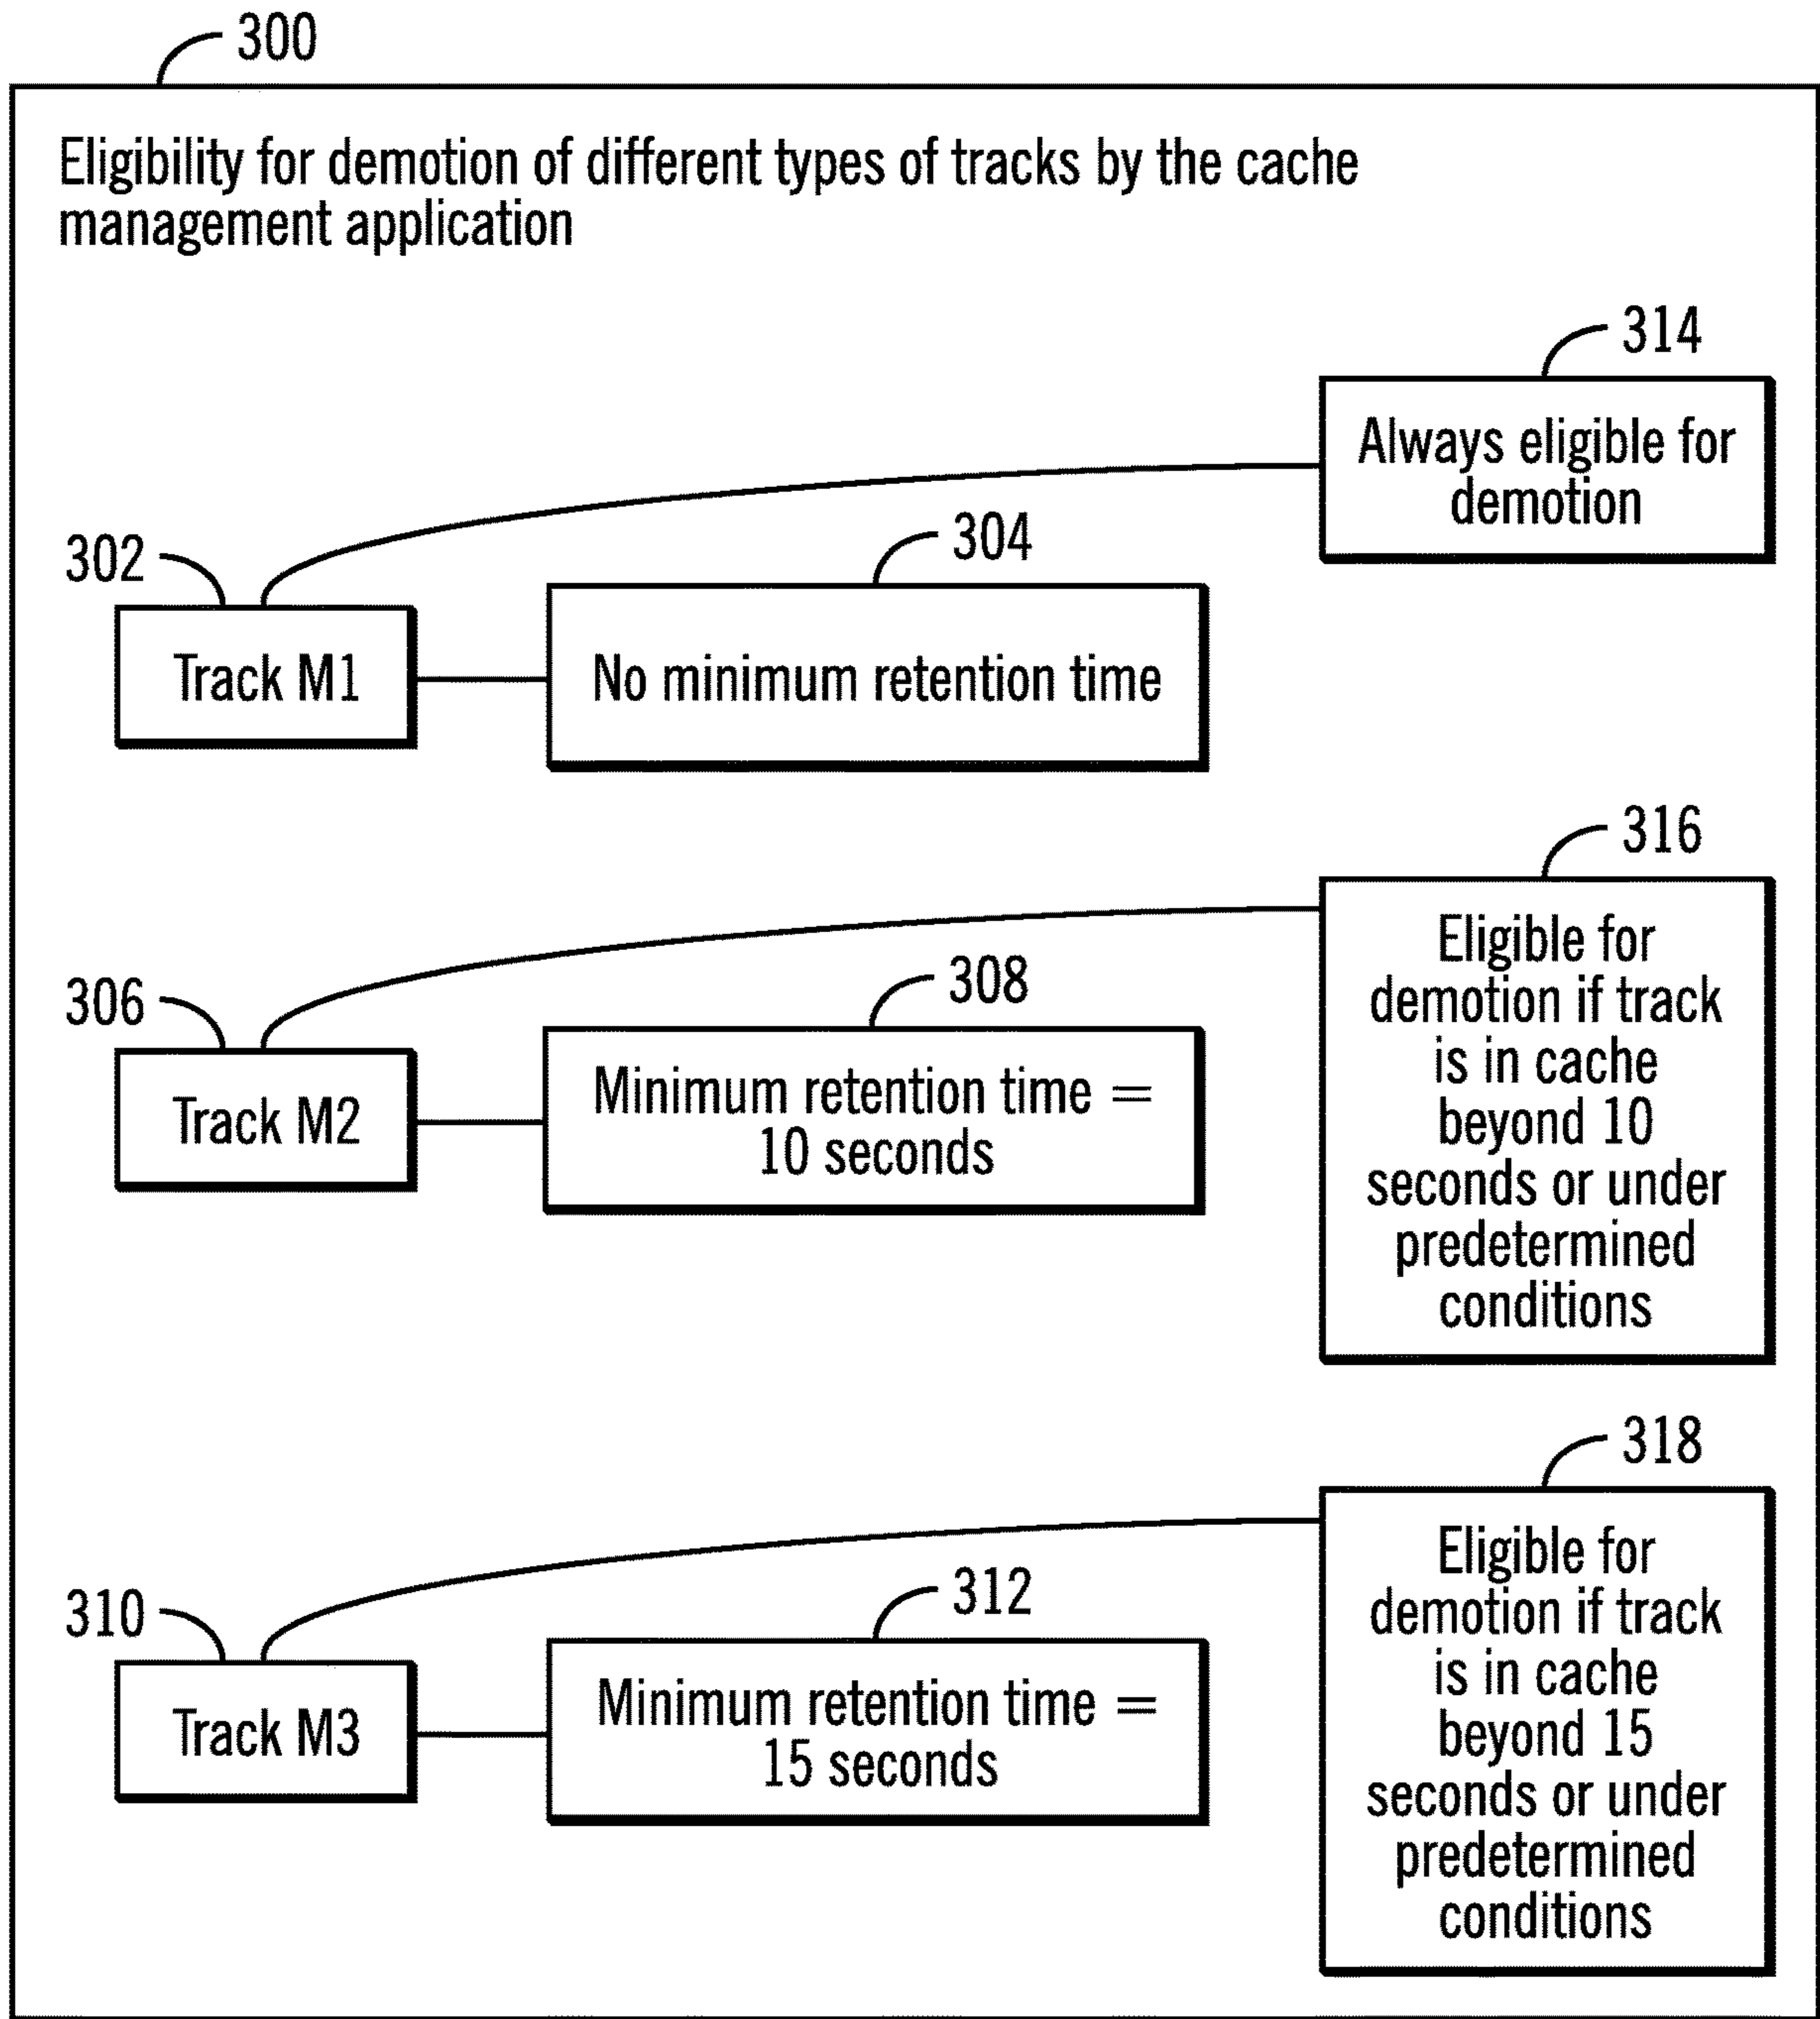 300
Eligibility for demotion of different types of tracks by the cache
management application
314
Always eligible for
demotion
302
Track M1
304
No minimum retention time
316
Eligible for
demotion if track
is in cache
beyond 10
seconds or under
predetermined
conditions
306
Track M2
308
Minimum retention time =
10 seconds
318
Eligible for
demotion if track
is in cache
beyond 15
seconds or under
predetermined
conditions
310
Track M3
312
Minimum retention time =
15 seconds